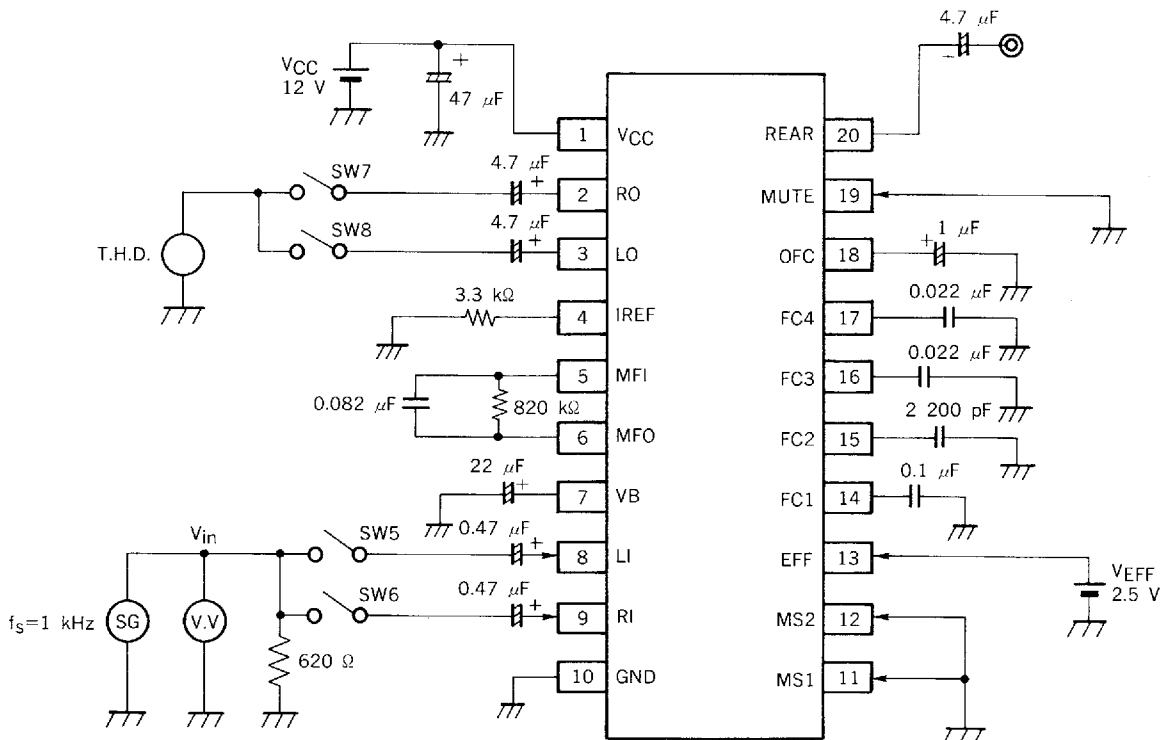 4.7 μF
VCC
12 V
+
47 μF
1 VCC
REAR 20
4.7 μF
SW7
+
2 RO
MUTE 19
4.7 μF
SW8
+
3 LO
T.H.D.
+ 1 μF
OFC 18
3.3 kΩ
4 IREF
0.022 μF
FC4 17
5 MFI
0.022 μF
FC3 16
0.082 μF
820 kΩ
6 MFO
2 200 pF
FC2 15
22 μF
+
7 VB
0.1 μF
FC1 14
Vin
0.47 μF
SW5
+
8 LI
EFF 13
VEFF
2.5 V
0.47 μF
SW6
+
9 RI
MS2 12
fS=1 kHz
SG
V.V
620 Ω
10 GND
MS1 11